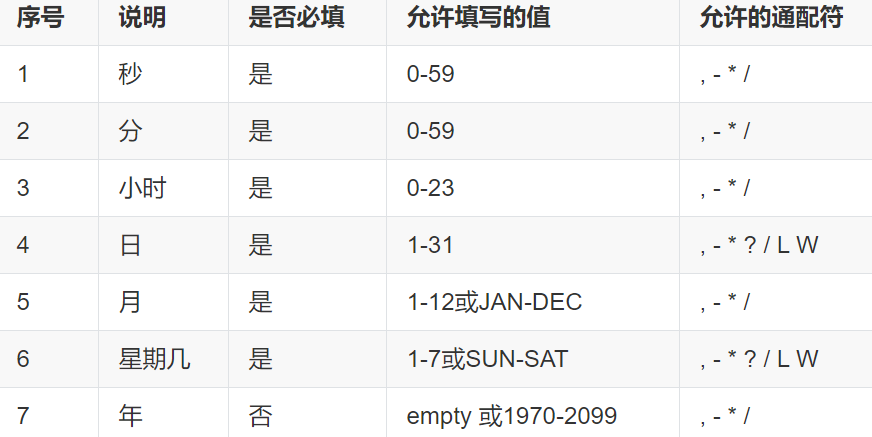 序号 说明 是否必填 允许填写的值 允许的通配符
1 秒 是 0-59 , - * /
2 分 是 0-59 , - * /
3 小时 是 0-23 , - * /
4 日 是 1-31 , - * ? / L W
5 月 是 1-12或JAN-DEC , - * /
6 星期几 是 1-7或SUN-SAT , - * ? / L W
7 年 否 empty 或1970-2099 , - * /